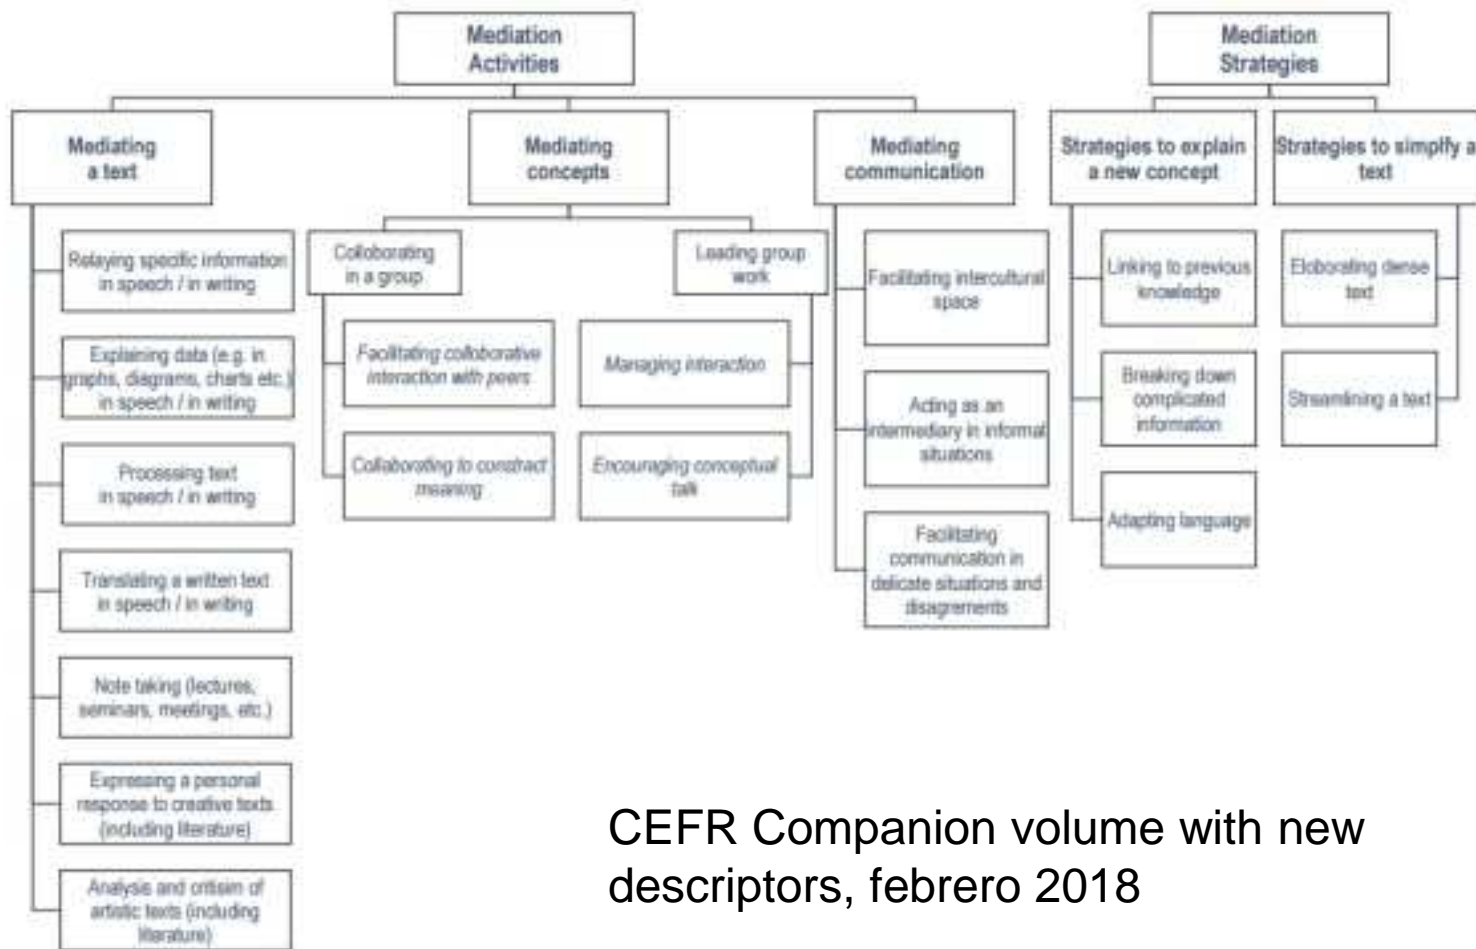 Mediation
Activities
Mediation
Strategies
Mediating
a text
Mediating
concepts
Mediating
communication
Strategies to explain
a new concept
Strategies to simplfy a
text
Relaying specific information
in speech / in writing
Explaining data (e.g. in
graphs, diagrams, charts etc.)
in speech / in writing
Processing text
in speech / in writing
Translating a written text
in speech / in writing
Note taking (lectures,
seminars, meetings, etc.)
Expressing a personal
response to creative texts
(including literature)
Analysis and critisim of
artistic texts (including
literature)
Colloborating
in a group
Facilitating collaborative
interaction with peers
Collaborating to constract
meaning
Leading group
work
Managing interaction
Encouraging conceptual
talk
Facilitating intercultural
space
Acting as an
intermediary in informal
situations
Facilitating
communication in
delicate situations and
disagrements
Linking to previous
knowledge
Breaking down
complicated
information
Adapting language
Eloborating dense
text
Streamlining a text
CEFR Companion volume with new
descriptors, febrero 2018